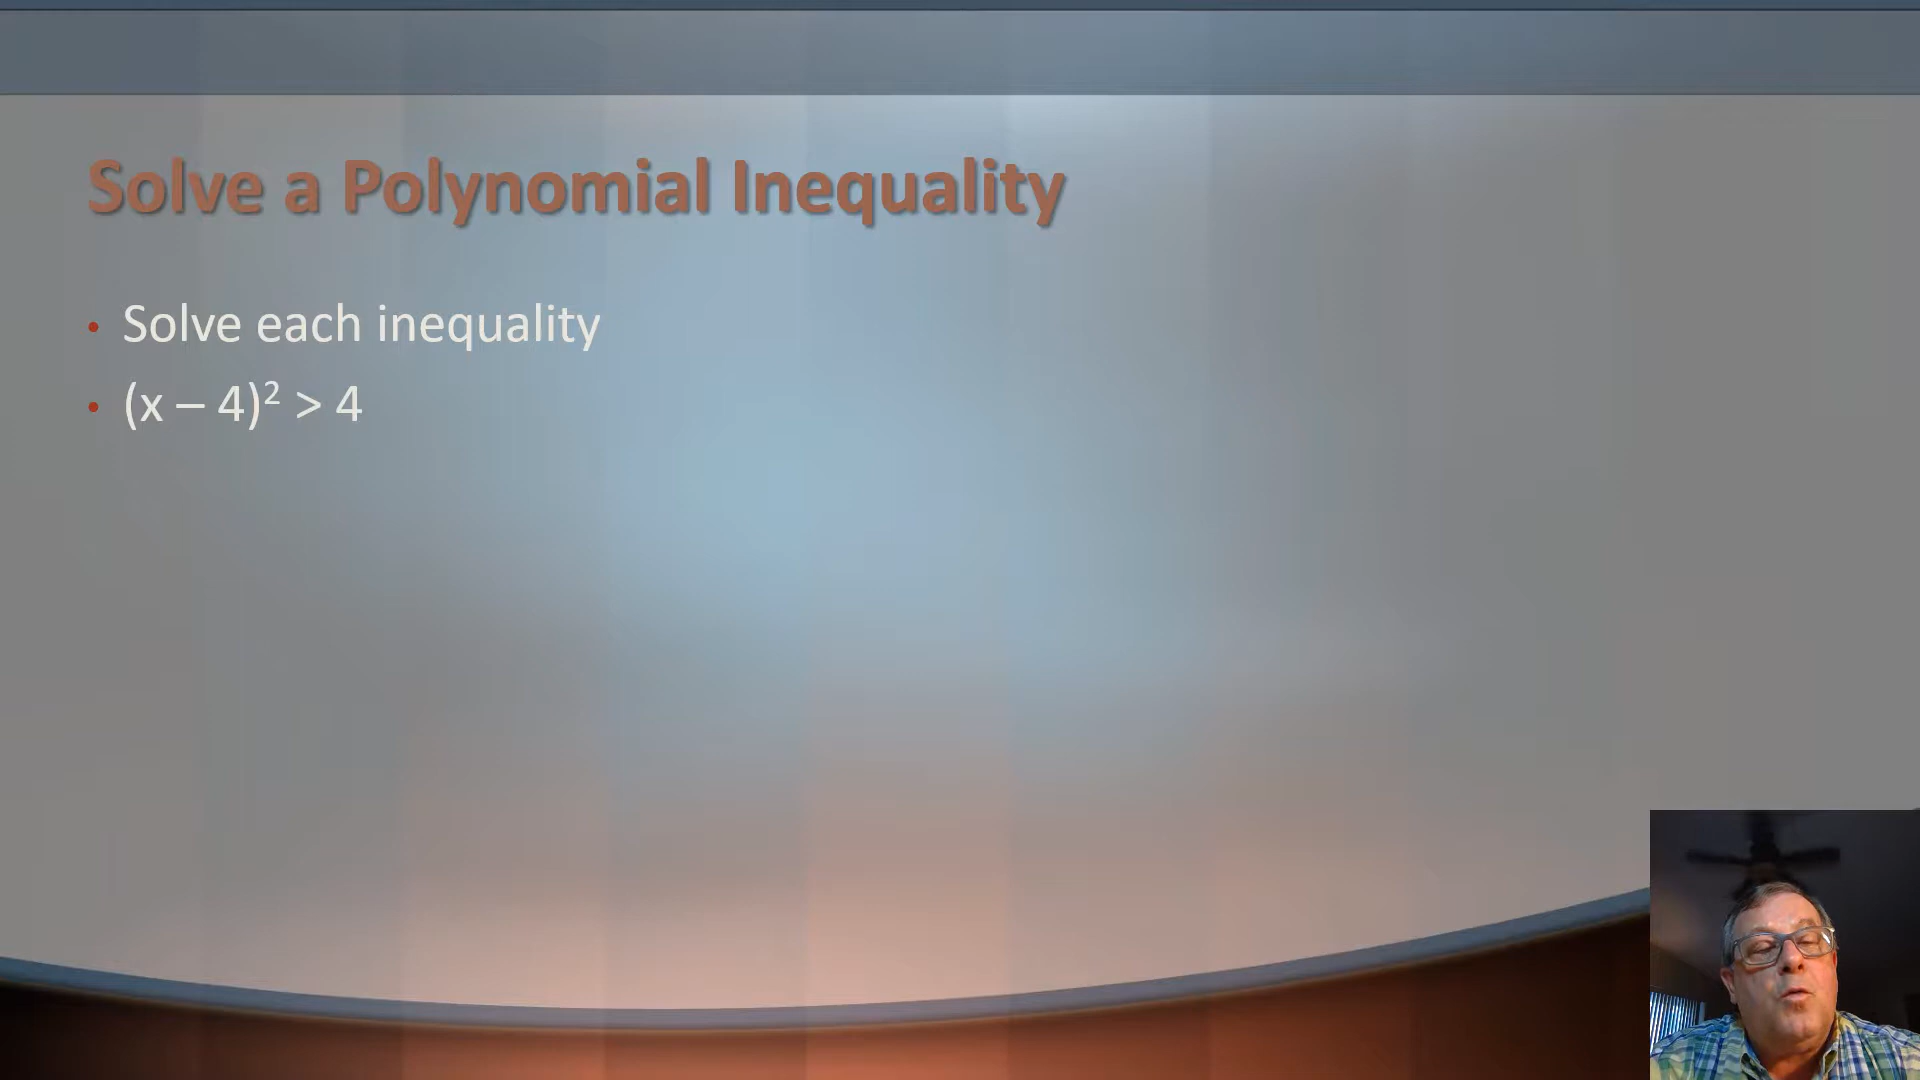 Solve a Polynomial Inequality
• Solve each inequality
• (x – 4)² > 4